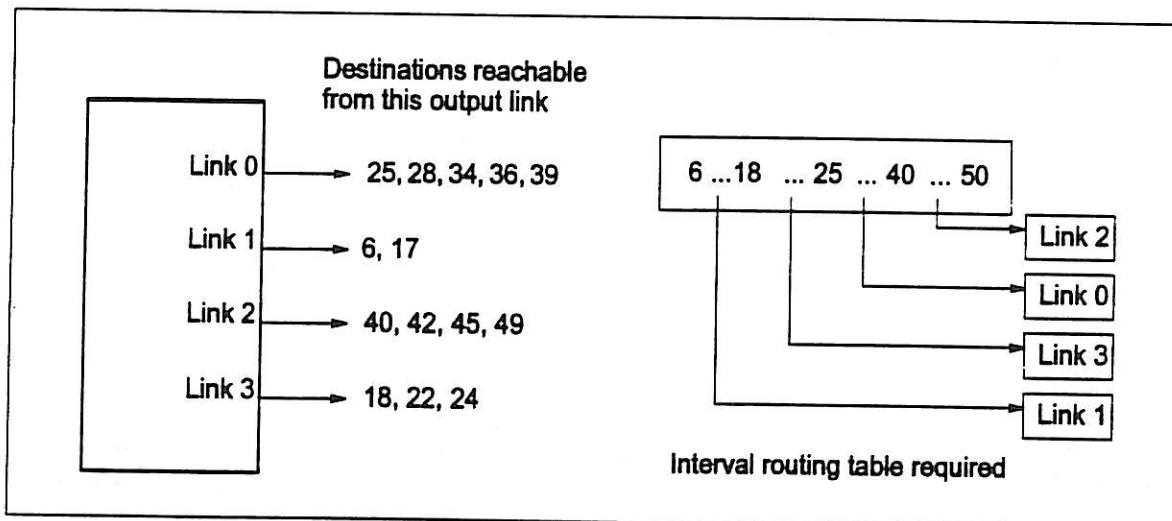 Destinations reachable
from this output link
Link 0
25, 28, 34, 36, 39
Link 1
6, 17
Link 2
40, 42, 45, 49
Link 3
18, 22, 24
6 ...18 ... 25 ... 40 ... 50
Link 2
Link 0
Link 3
Link 1
Interval routing table required